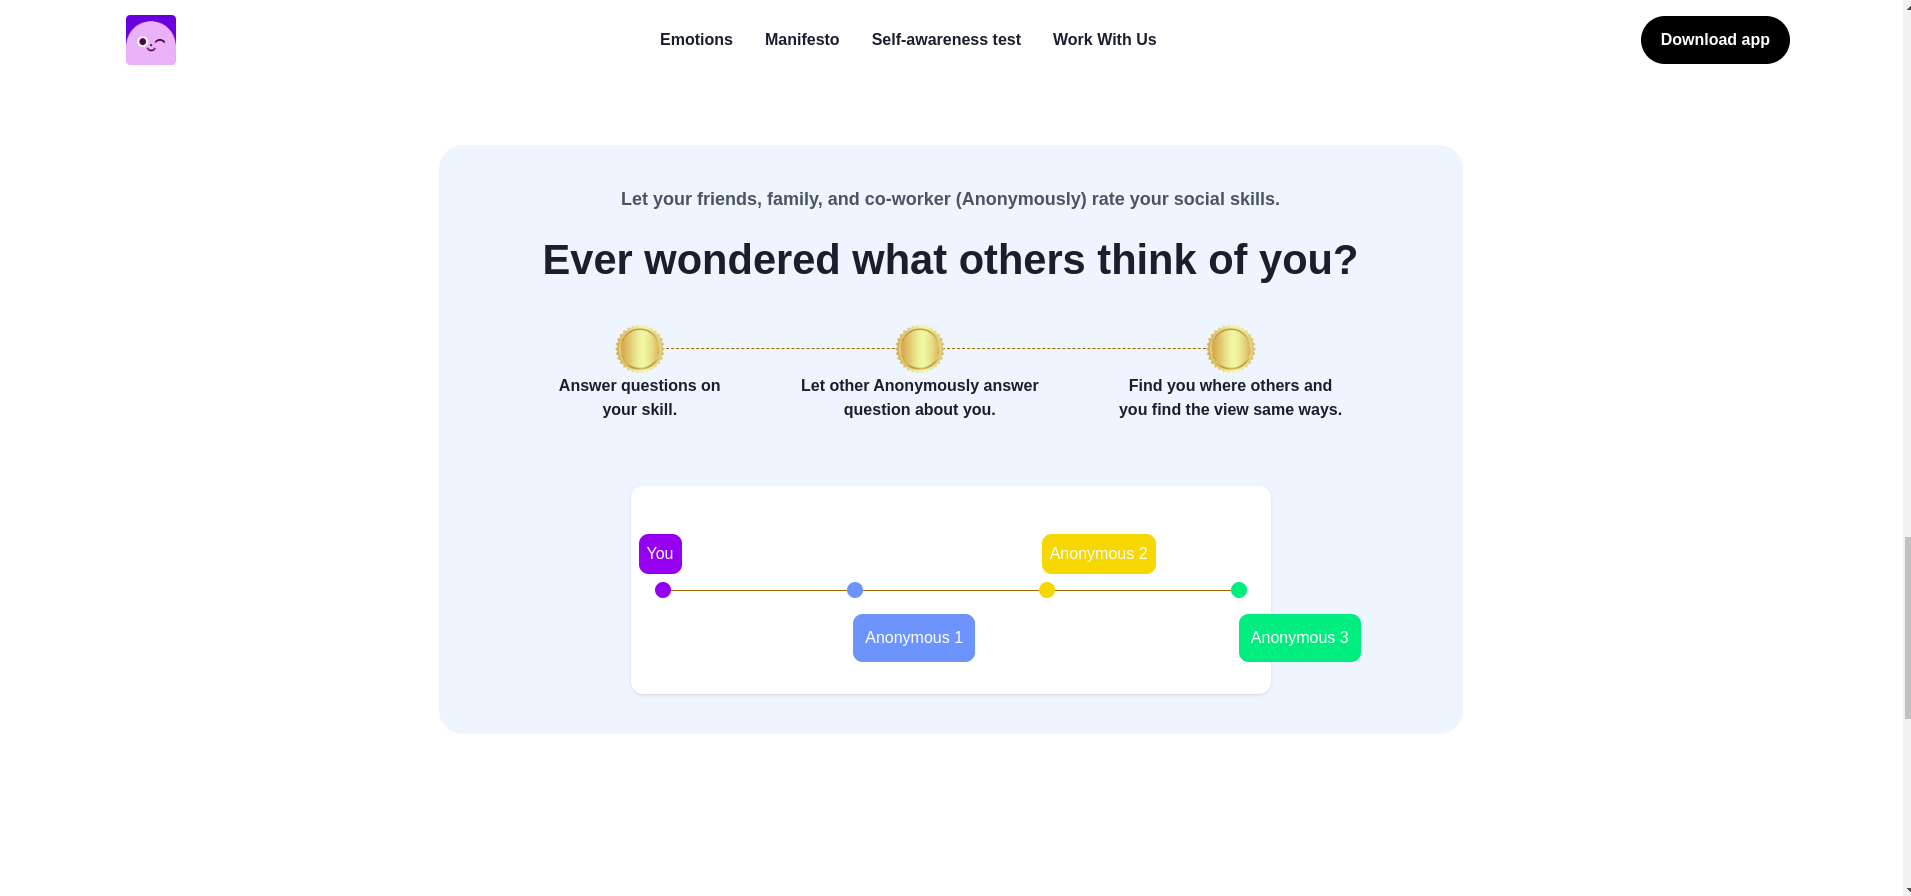 Emotions
Manifesto
Self-awareness test
Work With Us
Download app
Let your friends, family, and co-worker (Anonymously) rate your social skills.
Ever wondered what others think of you?
Answer questions on
your skill.
Let other Anonymously answer
question about you.
Find you where others and
you find the view same ways.
You
Anonymous 2
Anonymous 1
Anonymous 3